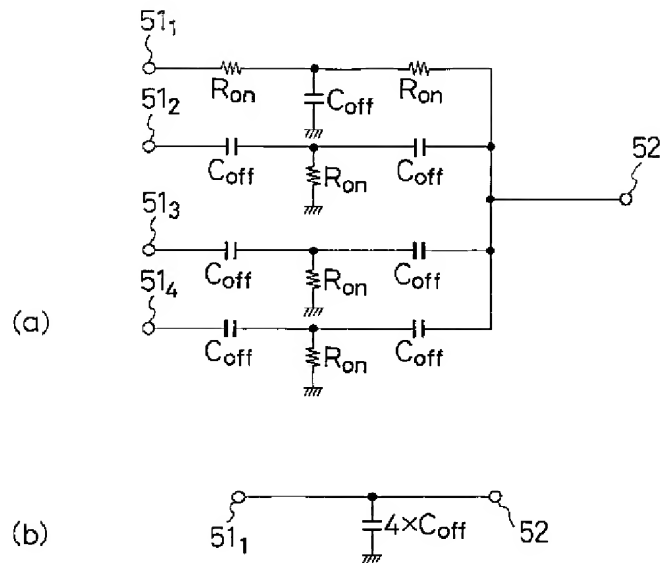 51₁
R_on C_off R_on
51₂
C_off R_on C_off
52
51₃
C_off R_on C_off
51₄
(a)
C_off R_on C_off
(b)
51₁ 4×C_off 52